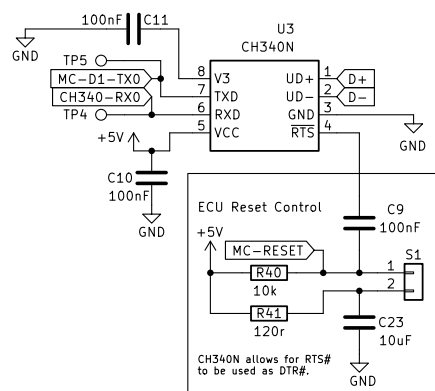 100nF C11
U3
CH340N
GND
TP5
MC-D1-TX0
CH340-RX0
TP4
8 V3
7 TXD
6 RXD
5 VCC
UD+ 1 D+
UD- 2 D-
GND 3
RTS 4
GND
+5V
C10
100nF
GND
ECU Reset Control
C9
100nF
+5V
MC-RESET
S1
R40
10k
1
2
R41
120r
C23
10uF
CH340N allows for RTS#
to be used as DTR#.
GND